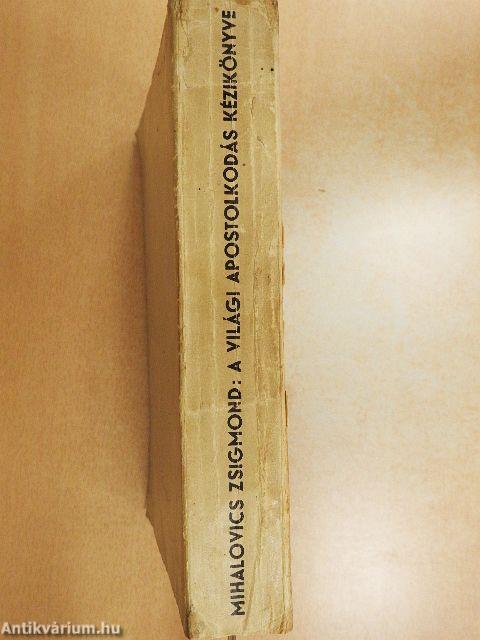 MIHALOVICS ZSIGMOND: A VILÁGI APOSTOLKODÁS KÉZIKÖNYVE
Antikvárium.hu